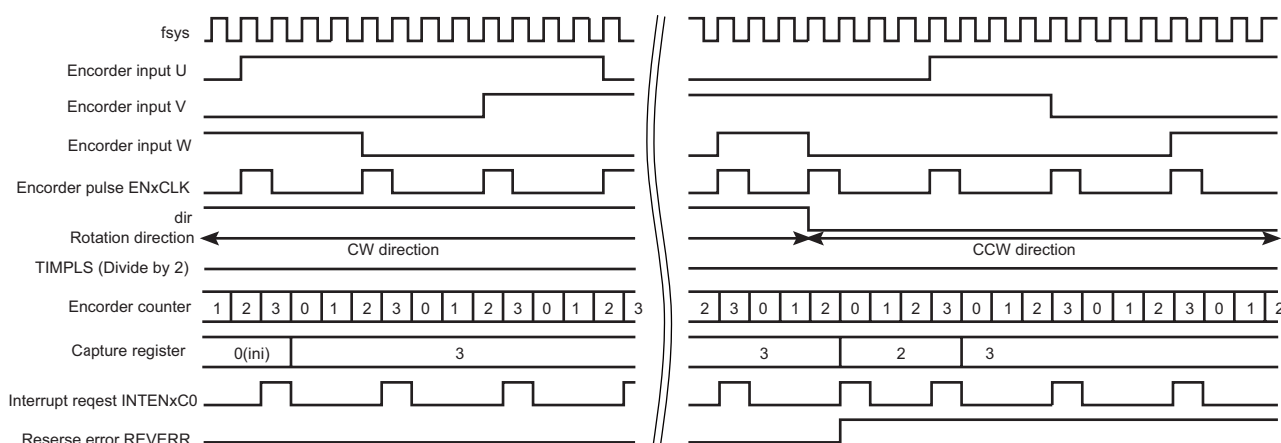 fsys
Encorder input U
Encorder input V
Encorder input W
Encorder pulse ENxCLK
dir
Rotation direction
CW direction
CCW direction
TIMPLS (Divide by 2)
Encorder counter
1 2 3 0 1 2 3 0 1 2 3 0 1 2 3
2 3 0 1 2 0 1 2 3 0 1 2 3 0 1 2 3 0 1 2
Capture register
0(ini) 3
3 2 3
Interrupt reqest INTENxC0
Reserse error REVERR